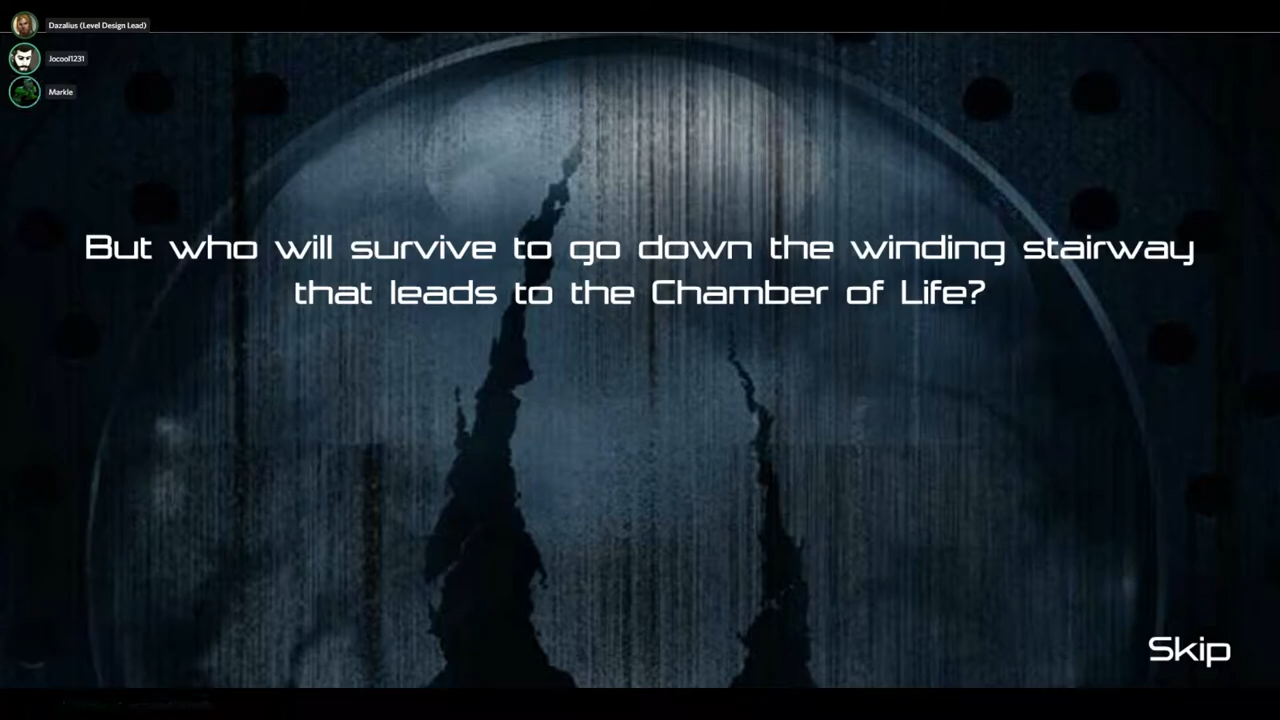 Dazalius (Level Design Lead)
Jocool1231
Markle
But who will survive to go down the winding stairway
that leads to the Chamber of Life?
Skip